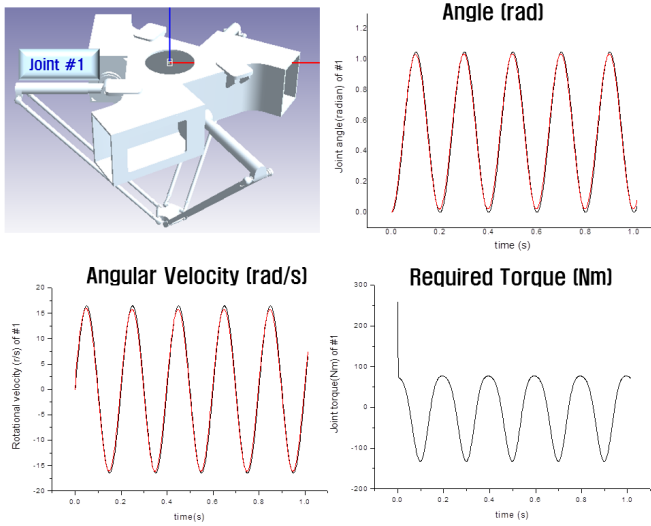 Joint #1
Angle (rad)
Joint angle(radian) of #1
1.2
1.0
0.8
0.6
0.4
0.2
0.0
0.0 0.2 0.4 0.6 0.8 1.0
time (s)
Angular Velocity (rad/s)
Rotational velocity (r/s) of #1
20
15
10
5
0
-5
-10
-15
-20
0.0 0.2 0.4 0.6 0.8 1.0
time(s)
Required Torque (Nm)
Joint torque(Nm) of #1
300
200
100
0
-100
-200
0.0 0.2 0.4 0.6 0.8 1.0
time (s)